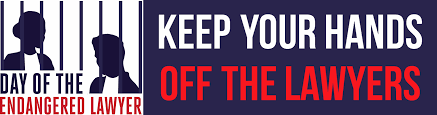 DAY OF THE
ENDANGERED LAWYER
KEEP YOUR HANDS
OFF THE LAWYERS